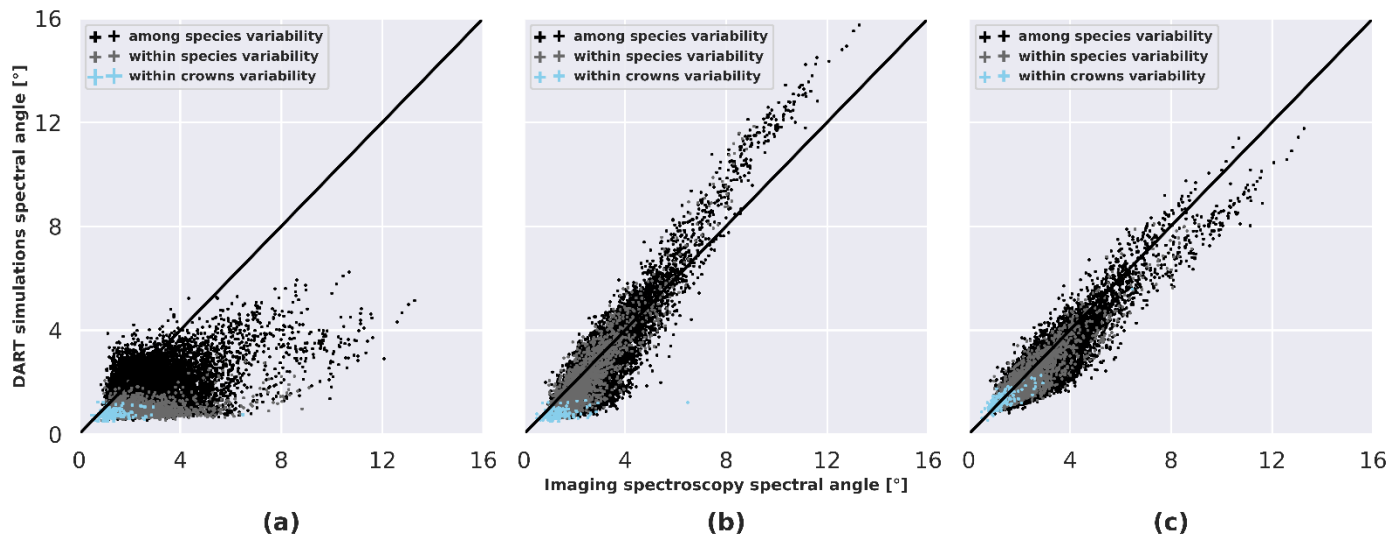 DART simulations spectral angle [°]
16
12
8
4
0
among species variability
within species variability
within crowns variability
0 4 8 12 16
among species variability
within species variability
within crowns variability
0 4 8 12 16
among species variability
within species variability
within crowns variability
0 4 8 12 16
Imaging spectroscopy spectral angle [°]
(a) (b) (c)